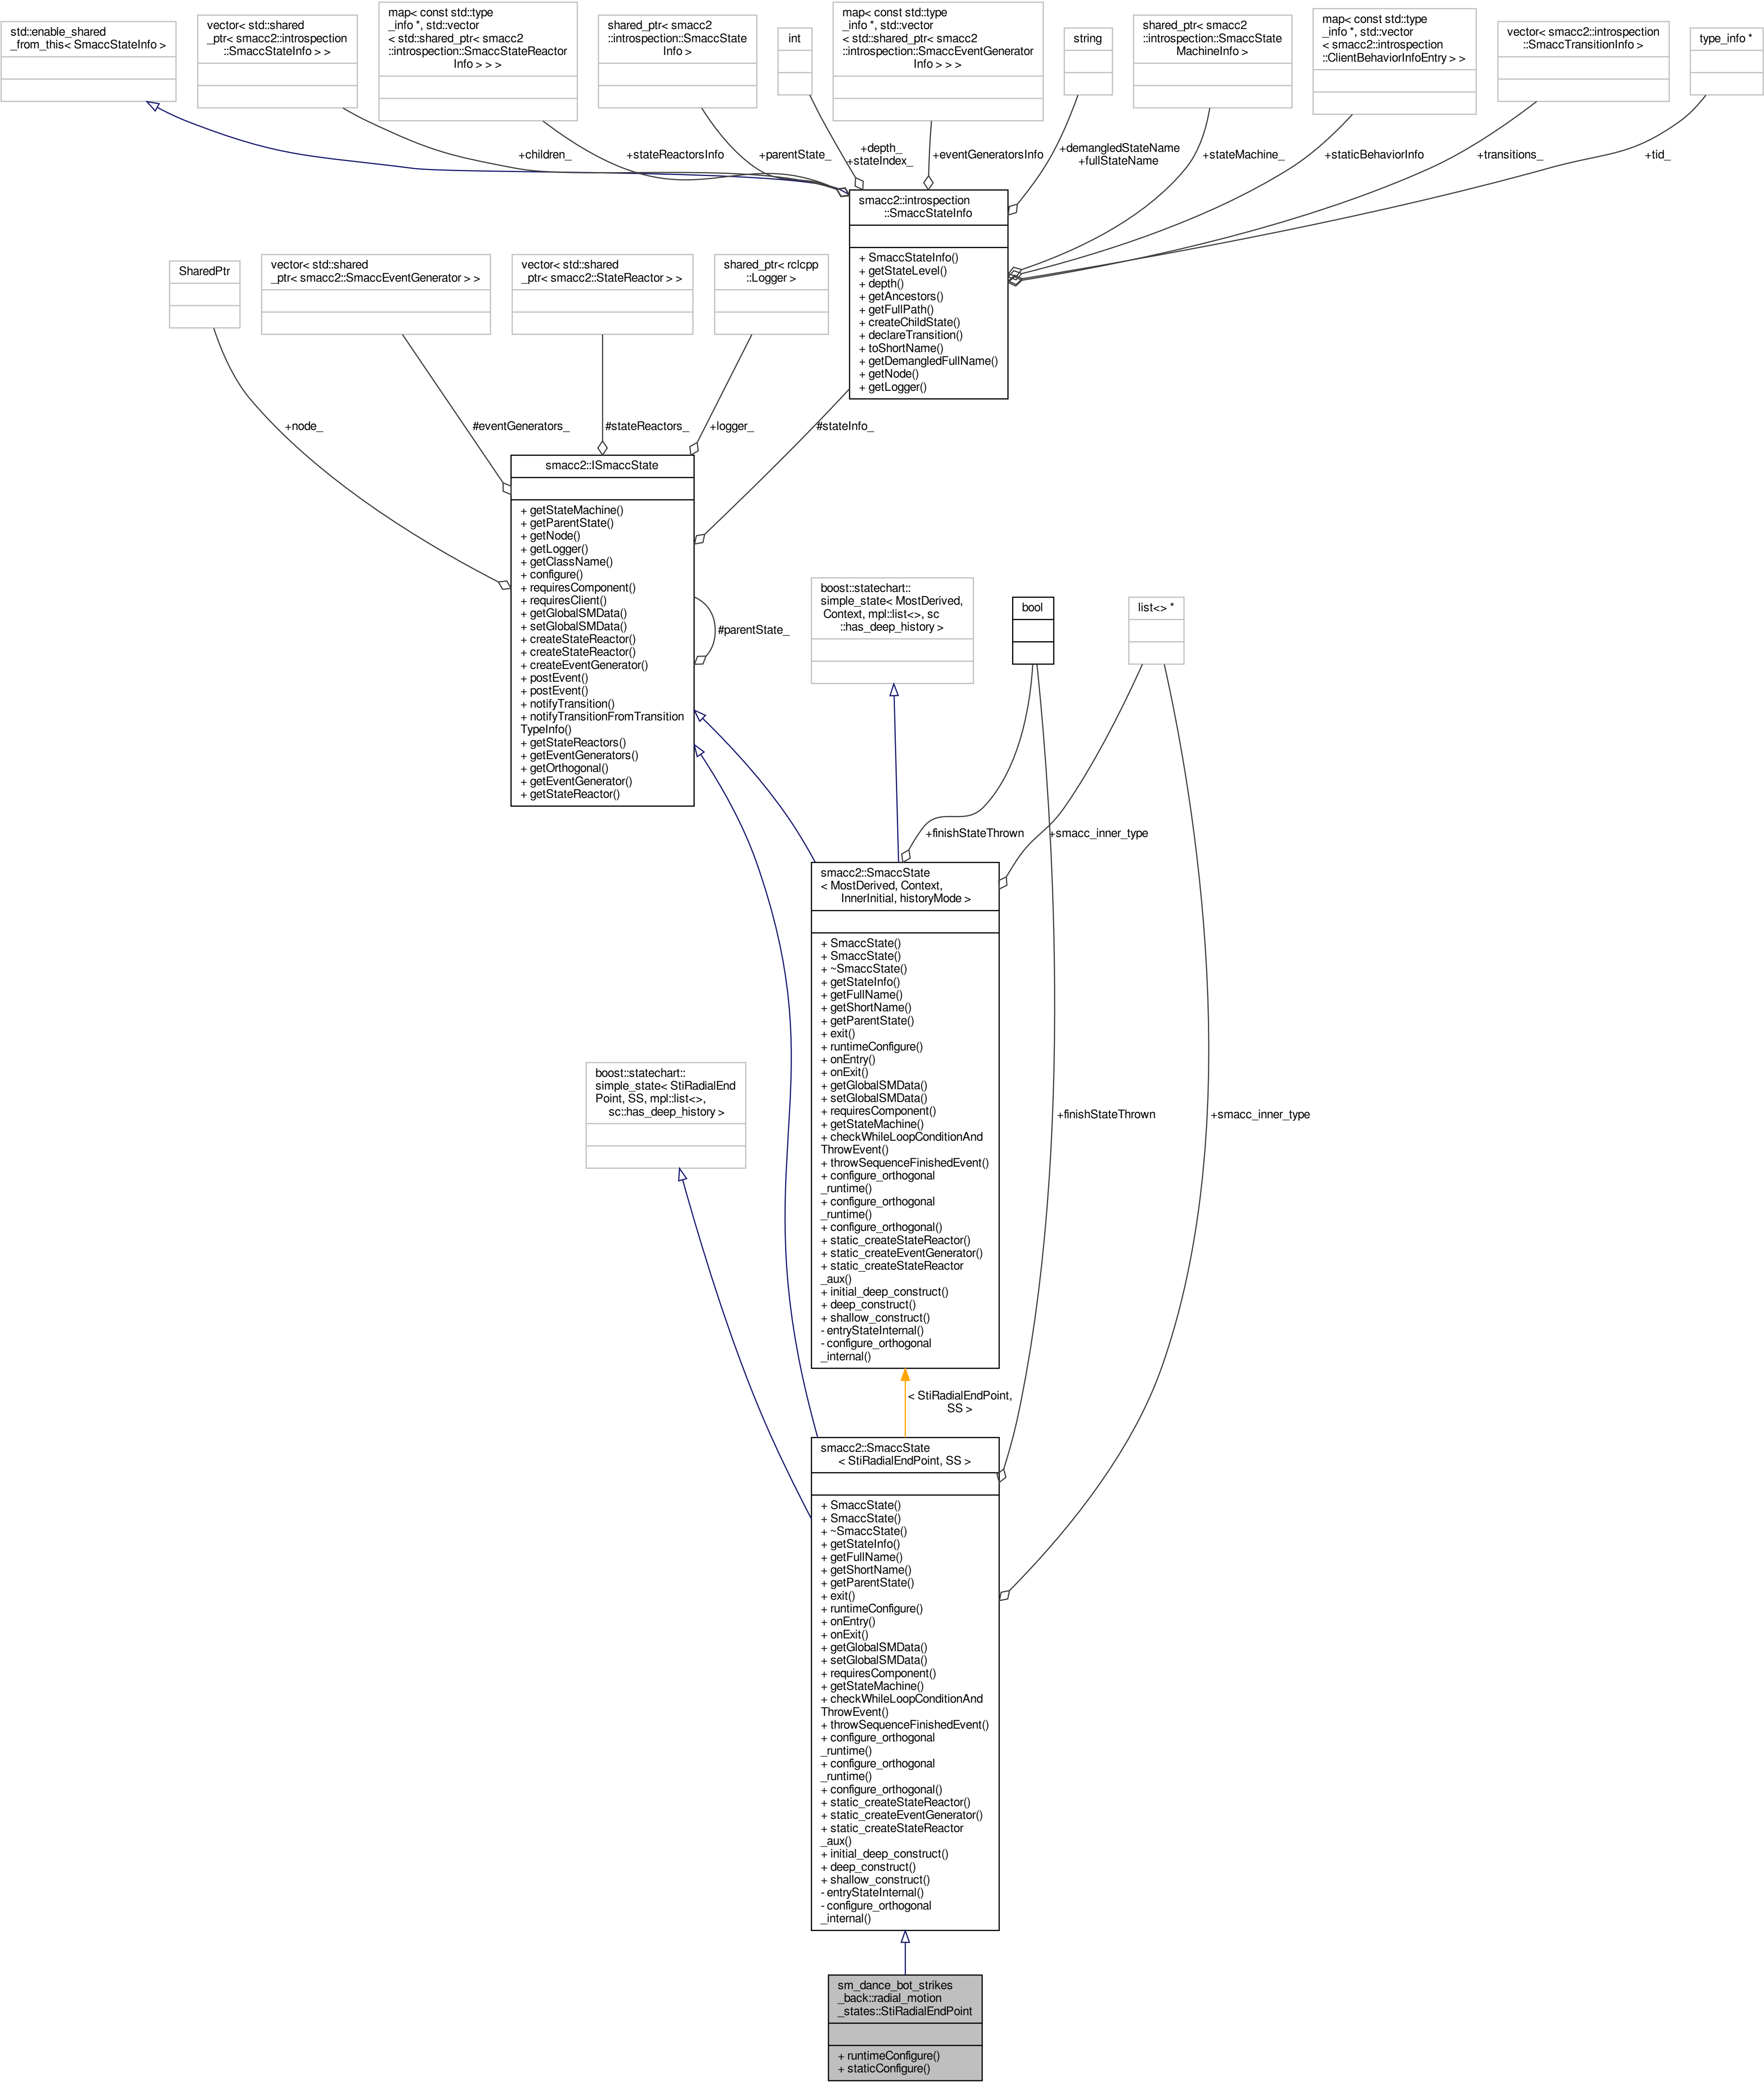 std::enable_shared
_from_this< SmaccStateInfo >
vector< std::shared
_ptr< smacc2::introspection
::SmaccStateInfo > >
map< const std::type
_info *, std::vector
< std::shared_ptr< smacc2
::introspection::SmaccStateReactor
Info > > >
shared_ptr< smacc2
::introspection::SmaccState
Info >
int
map< const std::type
_info *, std::vector
< std::shared_ptr< smacc2
::introspection::SmaccEventGenerator
Info > > >
string
shared_ptr< smacc2
::introspection::SmaccState
MachineInfo >
map< const std::type
_info *, std::vector
< smacc2::introspection
::ClientBehaviorInfoEntry > >
vector< smacc2::introspection
::SmaccTransitionInfo >
type_info *
+children_
+stateReactorsInfo
+parentState_
+depth_
+stateIndex_
+eventGeneratorsInfo
+demangledStateName
+fullStateName
+stateMachine_
+staticBehaviorInfo
+transitions_
+tid_
smacc2::introspection
::SmaccStateInfo
+ SmaccStateInfo()
+ getStateLevel()
+ depth()
+ getAncestors()
+ getFullPath()
+ createChildState()
+ declareTransition()
+ toShortName()
+ getDemangledFullName()
+ getNode()
+ getLogger()
SharedPtr
vector< std::shared
_ptr< smacc2::SmaccEventGenerator > >
vector< std::shared
_ptr< smacc2::StateReactor > >
shared_ptr< rclcpp
::Logger >
+node_
#eventGenerators_
#stateReactors_
+logger_
#stateInfo_
smacc2::ISmaccState
+ getStateMachine()
+ getParentState()
+ getNode()
+ getLogger()
+ getClassName()
+ configure()
+ requiresComponent()
+ requiresClient()
+ getGlobalSMData()
+ setGlobalSMData()
+ createStateReactor()
+ createStateReactor()
+ createEventGenerator()
+ postEvent()
+ postEvent()
+ notifyTransition()
+ notifyTransitionFromTransition
TypeInfo()
+ getStateReactors()
+ getEventGenerators()
+ getOrthogonal()
+ getEventGenerator()
+ getStateReactor()
#parentState_
boost::statechart::
simple_state< MostDerived,
Context, mpl::list<>, sc
::has_deep_history >
bool
list<> *
+finishStateThrown
+smacc_inner_type
smacc2::SmaccState
< MostDerived, Context,
InnerInitial, historyMode >
+ SmaccState()
+ SmaccState()
+ ~SmaccState()
+ getStateInfo()
+ getFullName()
+ getShortName()
+ getParentState()
+ exit()
+ runtimeConfigure()
+ onEntry()
+ onExit()
+ getGlobalSMData()
+ setGlobalSMData()
+ requiresComponent()
+ getStateMachine()
+ checkWhileLoopConditionAnd
ThrowEvent()
+ throwSequenceFinishedEvent()
+ configure_orthogonal
_runtime()
+ configure_orthogonal
_runtime()
+ configure_orthogonal()
+ static_createStateReactor()
+ static_createEventGenerator()
+ static_createStateReactor
_aux()
+ initial_deep_construct()
+ deep_construct()
+ shallow_construct()
- entryStateInternal()
- configure_orthogonal
_internal()
boost::statechart::
simple_state< StiRadialEnd
Point, SS, mpl::list<>,
sc::has_deep_history >
+finishStateThrown
+smacc_inner_type
< StiRadialEndPoint,
SS >
smacc2::SmaccState
< StiRadialEndPoint, SS >
+ SmaccState()
+ SmaccState()
+ ~SmaccState()
+ getStateInfo()
+ getFullName()
+ getShortName()
+ getParentState()
+ exit()
+ runtimeConfigure()
+ onEntry()
+ onExit()
+ getGlobalSMData()
+ setGlobalSMData()
+ requiresComponent()
+ getStateMachine()
+ checkWhileLoopConditionAnd
ThrowEvent()
+ throwSequenceFinishedEvent()
+ configure_orthogonal
_runtime()
+ configure_orthogonal
_runtime()
+ configure_orthogonal()
+ static_createStateReactor()
+ static_createEventGenerator()
+ static_createStateReactor
_aux()
+ initial_deep_construct()
+ deep_construct()
+ shallow_construct()
- entryStateInternal()
- configure_orthogonal
_internal()
sm_dance_bot_strikes
_back::radial_motion
_states::StiRadialEndPoint
+ runtimeConfigure()
+ staticConfigure()